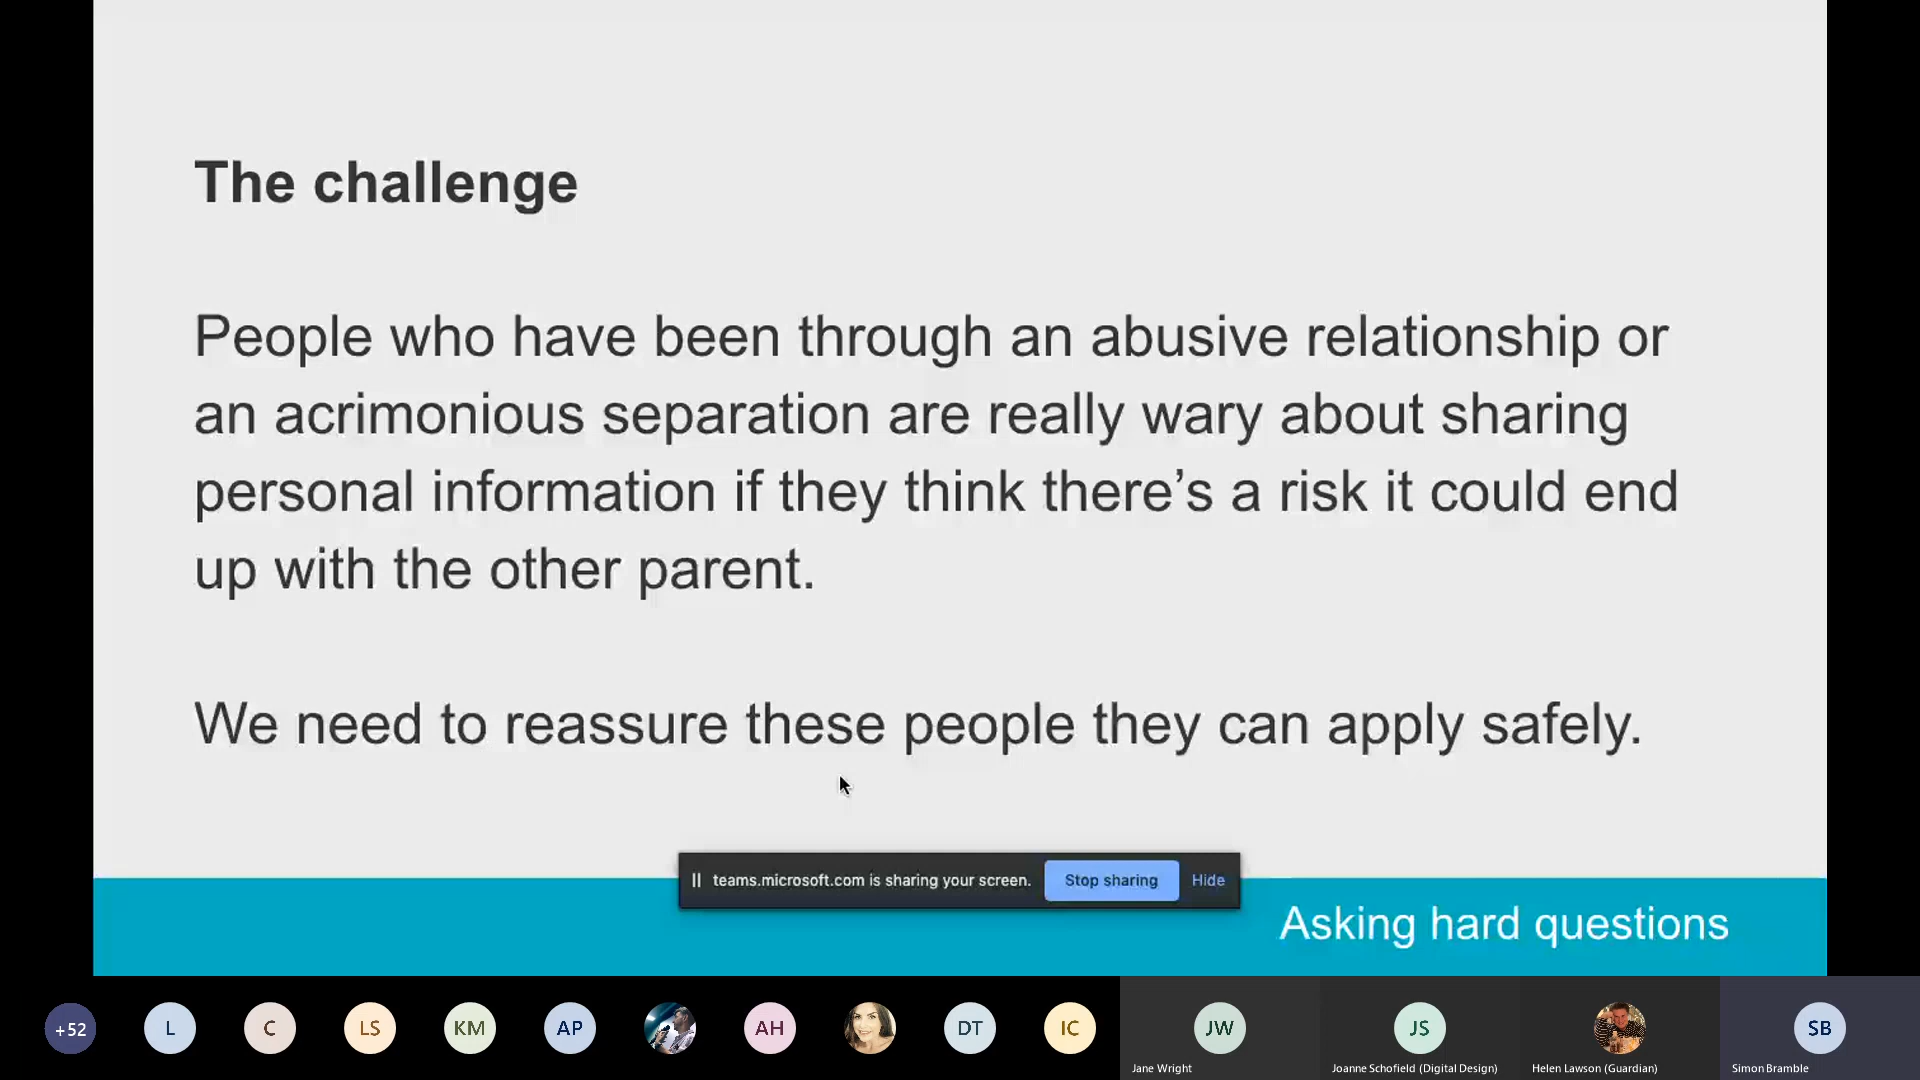 The challenge
People who have been through an abusive relationship or
an acrimonious separation are really wary about sharing
personal information if they think there’s a risk it could end
up with the other parent.
We need to reassure these people they can apply safely.
teams.microsoft.com is sharing your screen.
Stop sharing
Hide
Asking hard questions
+52
L
C
LS
KM
AP
AH
DT
IC
JW
JS
SB
Jane Wright
Joanne Schofield (Digital Design)
Helen Lawson (Guardian)
Simon Bramble